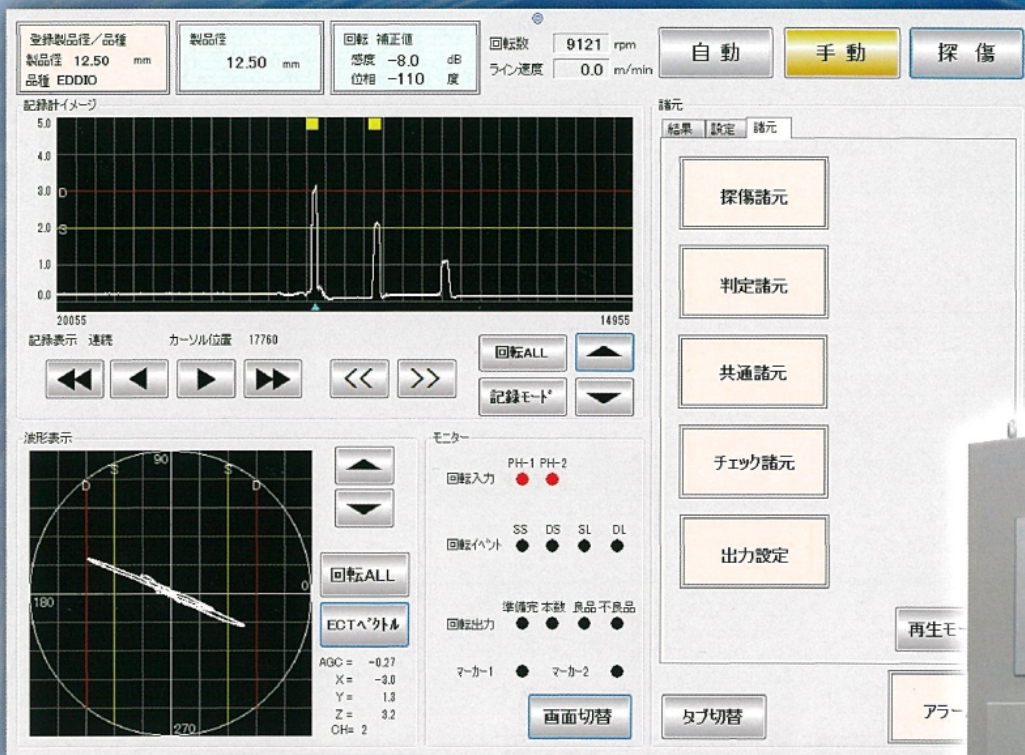 登録製品径/品種
製品径 12.50 mm
品種 EDDIO
製品径
12.50 mm
回転 補正値
感度 -8.0 dB
位相 -110 度
回転数 9121 rpm
ライン速度 0.0 m/min
自動
手動
探傷
記録計イメージ
5.0
4.0
3.0 D
2.0 S
1.0
0.0
20055 14955
記録表示 連続 カーソル位置 17760
<< >>
回転ALL
記録モード
諸元
結果 設定 諸元
探傷諸元
判定諸元
共通諸元
チェック諸元
出力設定
再生モー
アラー
タブ切替
波形表示
90
S S
D D
0
180
270
回転ALL
ECTベクトル
AGC = -0.27
X = -3.0
Y = 1.3
Z = 3.2
CH= 2
モニター
PH-1 PH-2
回転入力
SS DS SL DL
回転イベント
準備完 本数 良品 不良品
回転出力
マーカー1 マーカー2
画面切替